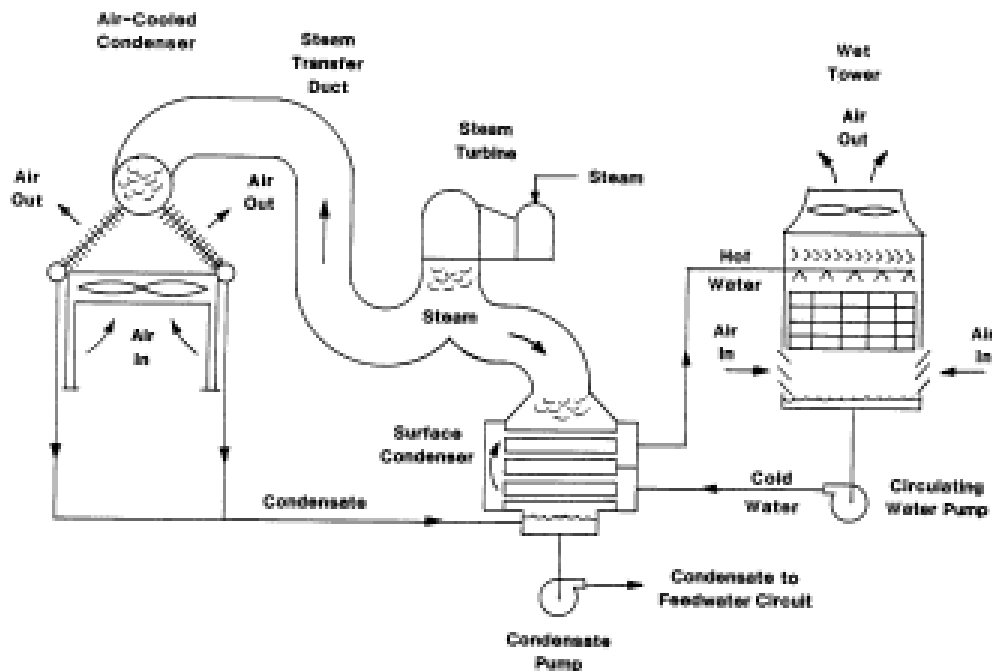 Air-Cooled
Condenser
Steam
Transfer
Duct
Wet
Tower
Air
Out
Steam
Turbine
Steam
Air
Out
Air
Out
Hot
Water
Steam
Air
In
Air
In
Air
In
Surface
Condenser
Cold
Water
Circulating
Water Pump
Condensate
Condensate to
Feedwater Circuit
Condensate
Pump